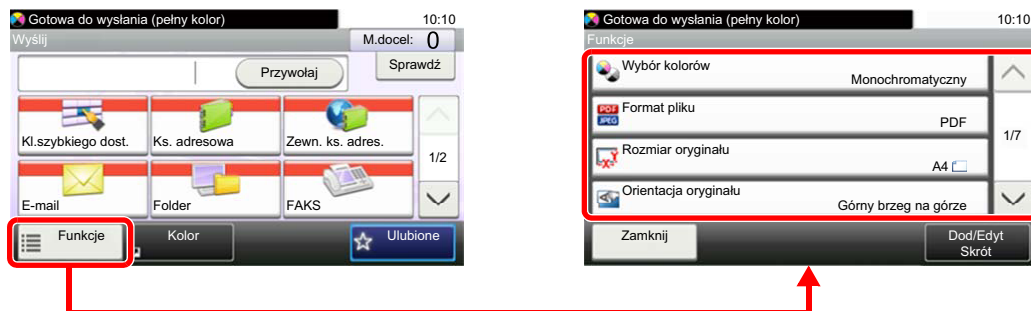 Gotowa do wysłania (pełny kolor) 10:10
Wyślij M.docel: 0
Przywołaj Sprawdź
Kl.szybkiego dost. Ks. adresowa Zewn. ks. adres.
1/2
E-mail Folder FAKS
Funkcje Kolor Ulubione
Gotowa do wysłania (pełny kolor) 10:10
Funkcje
Wybór kolorów
Monochromatyczny
PDF
JPEG
Format pliku
PDF
1/7
Rozmiar oryginału
A4
Orientacja oryginału
Górny brzeg na górze
Zamknij Dod/Edyt
Skrót